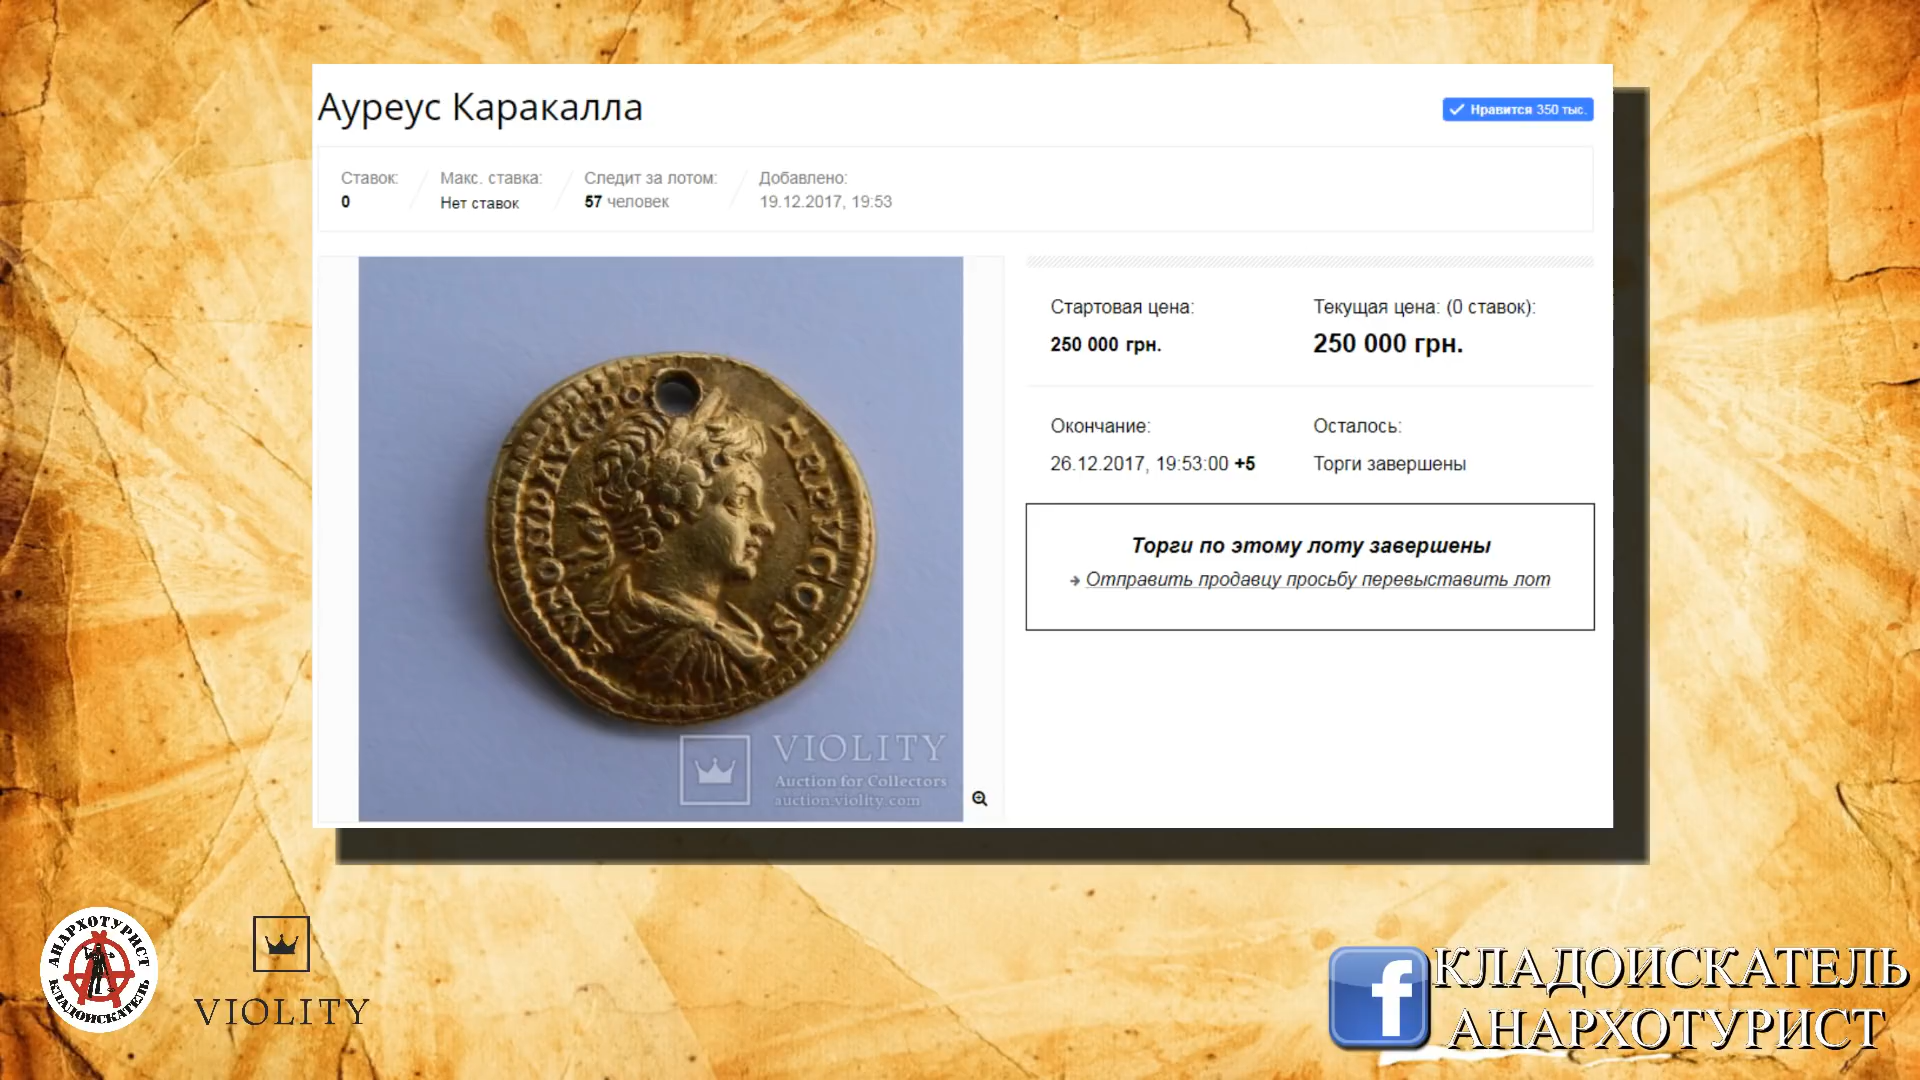 Ауреус Каракалла
Нравится 350 тыс.
Ставок:
0
Макс. ставка:
Нет ставок
Следит за лотом:
57 человек
Добавлено:
19.12.2017, 19:53
Стартовая цена:
250 000 грн.
Текущая цена: (0 ставок):
250 000 грн.
Окончание:
26.12.2017, 19:53:00 +5
Осталось:
Торги завершены
Торги по этому лоту завершены
Отправить продавцу просьбу перевыставить лот
VIOLITY
Auction for Collectors
auction.violity.com
АНАРХОТУРИСТ
КЛАДОИСКАТЕЛЬ
VIOLITY
f
КЛАДОИСКАТЕЛЬ
АНАРХОТУРИСТ